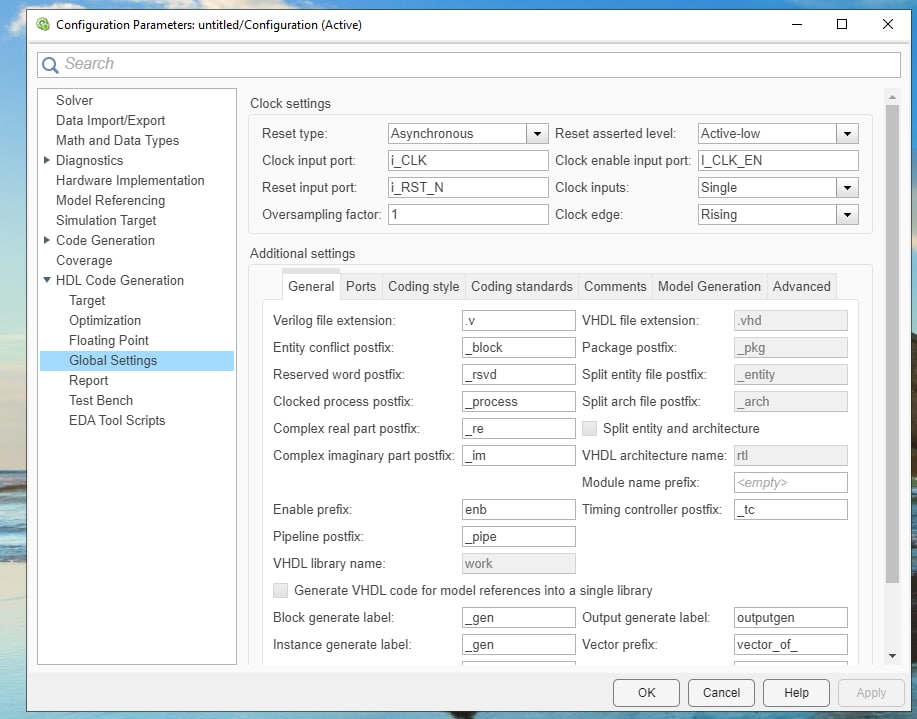 Configuration Parameters: untitled/Configuration (Active)
Search
Solver
Data Import/Export
Math and Data Types
Diagnostics
Hardware Implementation
Model Referencing
Simulation Target
Code Generation
Coverage
HDL Code Generation
Target
Optimization
Floating Point
Global Settings
Report
Test Bench
EDA Tool Scripts
Clock settings
Reset type: Asynchronous Reset asserted level: Active-low
Clock input port: i_CLK Clock enable input port: I_CLK_EN
Reset input port: i_RST_N Clock inputs: Single
Oversampling factor: 1 Clock edge: Rising
Additional settings
General Ports Coding style Coding standards Comments Model Generation Advanced
Verilog file extension: .v VHDL file extension: .vhd
Entity conflict postfix: _block Package postfix: _pkg
Reserved word postfix: _rsvd Split entity file postfix: _entity
Clocked process postfix: _process Split arch file postfix: _arch
Complex real part postfix: _re Split entity and architecture
Complex imaginary part postfix: _im VHDL architecture name: rtl
Module name prefix: <empty>
Enable prefix: enb Timing controller postfix: _tc
Pipeline postfix: _pipe
VHDL library name: work
Generate VHDL code for model references into a single library
Block generate label: _gen Output generate label: outputgen
Instance generate label: _gen Vector prefix: vector_of_
OK Cancel Help Apply